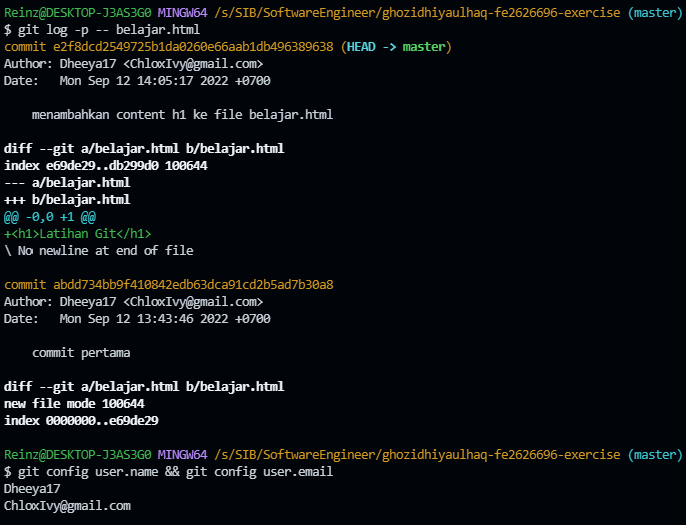 Reinz@DESKTOP-J3AS3G0 MINGW64 /s/SIB/SoftwareEngineer/ghozidhiyaulhaq-fe2626696-exercise (master)
$ git log -p -- belajar.html
commit e2f8dcd2549725b1da0260e66aab1db496389638 (HEAD -> master)
Author: Dheeya17 <ChloxIvy@gmail.com>
Date:   Mon Sep 12 14:05:17 2022 +0700

    menambahkan content h1 ke file belajar.html

diff --git a/belajar.html b/belajar.html
index e69de29..db299d0 100644
--- a/belajar.html
+++ b/belajar.html
@@ -0,0 +1 @@
+<h1>Latihan Git</h1>
\ No newline at end of file

commit abdd734bb9f410842edb63dca91cd2b5ad7b30a8
Author: Dheeya17 <ChloxIvy@gmail.com>
Date:   Mon Sep 12 13:43:46 2022 +0700

    commit pertama

diff --git a/belajar.html b/belajar.html
new file mode 100644
index 0000000..e69de29

Reinz@DESKTOP-J3AS3G0 MINGW64 /s/SIB/SoftwareEngineer/ghozidhiyaulhaq-fe2626696-exercise (master)
$ git config user.name && git config user.email
Dheeya17
ChloxIvy@gmail.com